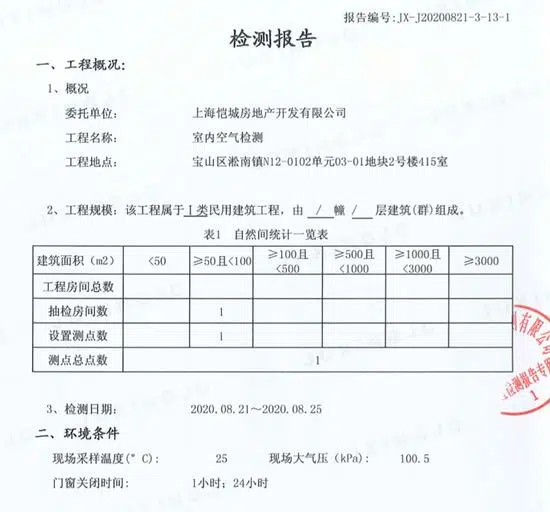 报告编号:JX-J20200821-3-13-1
检测报告
一、工程概况:
1、概况
委托单位: 上海恺城房地产开发有限公司
工程名称: 室内空气检测
工程地点: 宝山区淞南镇N12-0102单元03-01地块2号楼415室
2、工程规模: 该工程属于Ⅰ类民用建筑工程, 由 / 幢 / 层建筑(群)组成。
表1 自然间统计一览表
建筑面积 (m2) <50 ≥50且<100 ≥100且<500 ≥500且<1000 ≥1000且<3000 ≥3000
工程房间总数
抽检房间数 1
设置测点数 1
测点总点数 1
3、检测日期: 2020.08.21~2020.08.25
二、环境条件
现场采样温度(°C): 25 现场大气压 (kPa): 100.5
门窗关闭时间: 1小时; 24小时
有限公司
检测报告专用
1